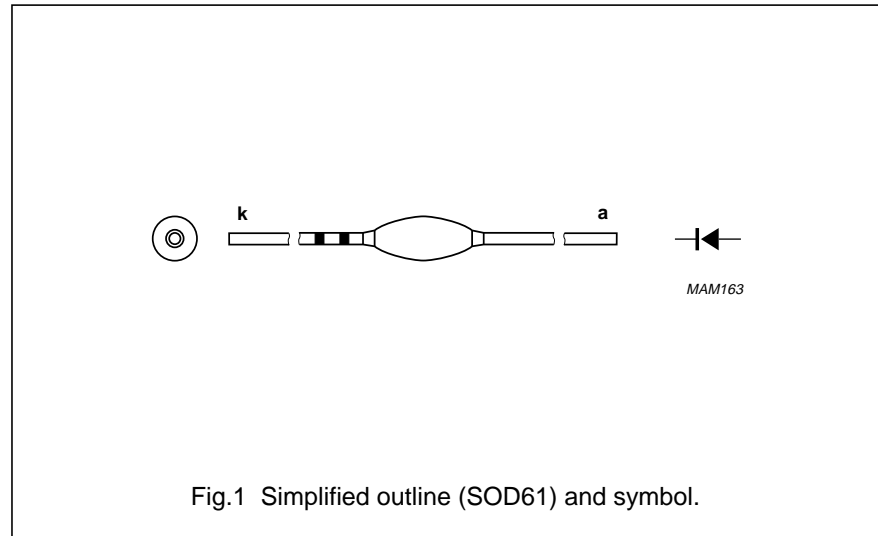 k
a
MAM163
Fig.1 Simplified outline (SOD61) and symbol.